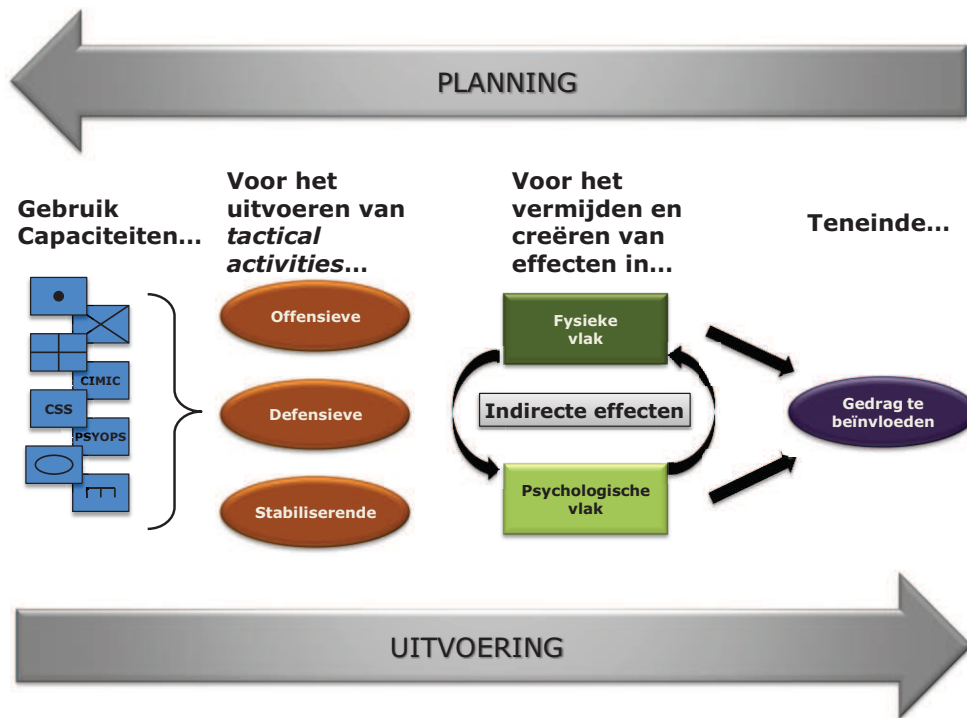 PLANNING
Gebruik
Capaciteiten...
Voor het
uitvoeren van
tactical
activities...
Voor het
vermijden en
creëren van
effecten in...
Teneinde...
CIMIC
CSS
PSYOPS
Offensieve
Defensieve
Stabiliserende
Fysieke
vlak
Indirecte effecten
Psychologische
vlak
Gedrag te
beïnvloeden
UITVOERING